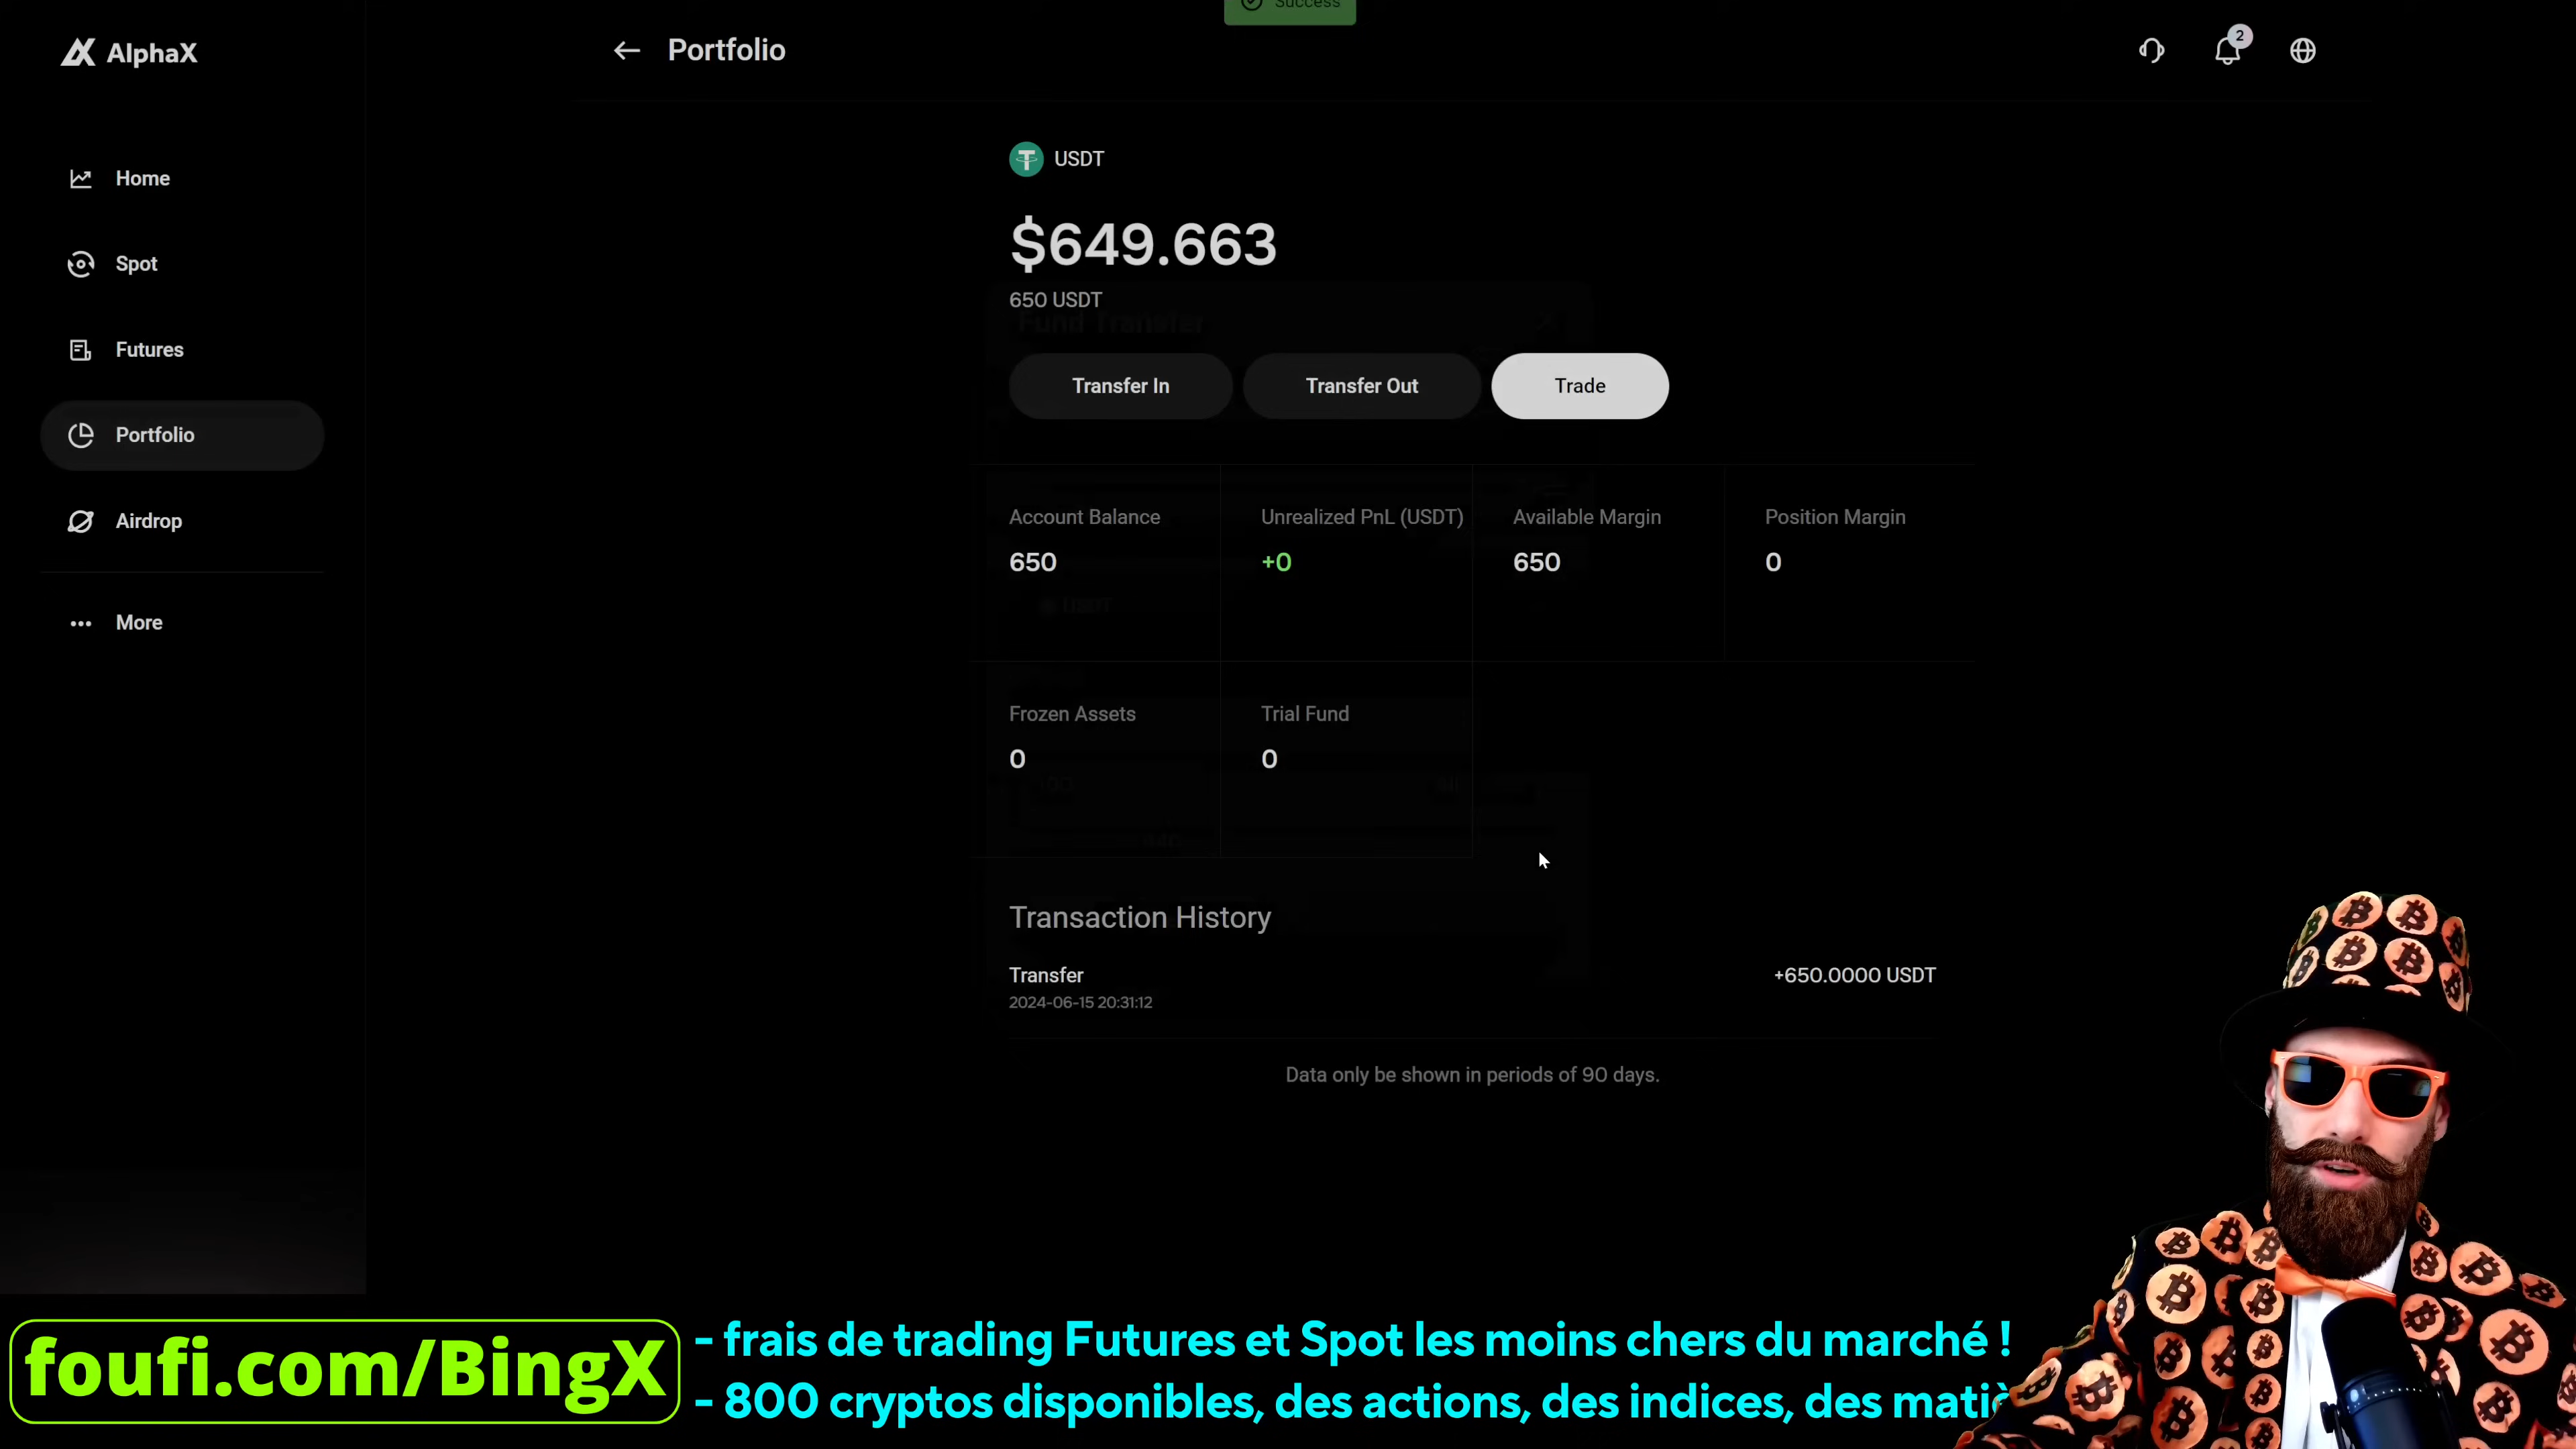 Success
AlphaX
Portfolio
2
Home
Spot
Futures
Portfolio
Airdrop
More
USDT
$649.663
650 USDT
Fund Transfer
Transfer In
Transfer Out
Trade
Account Balance
Unrealized PnL (USDT)
Available Margin
Position Margin
650
+0
650
0
USDT
Frozen Assets
Trial Fund
0
0
Transaction History
Transfer
+650.0000 USDT
2024-06-15 20:31:12
Data only be shown in periods of 90 days.
foufi.com/BingX
- frais de trading Futures et Spot les moins chers du marché !
- 800 cryptos disponibles, des actions, des indices, des matiè